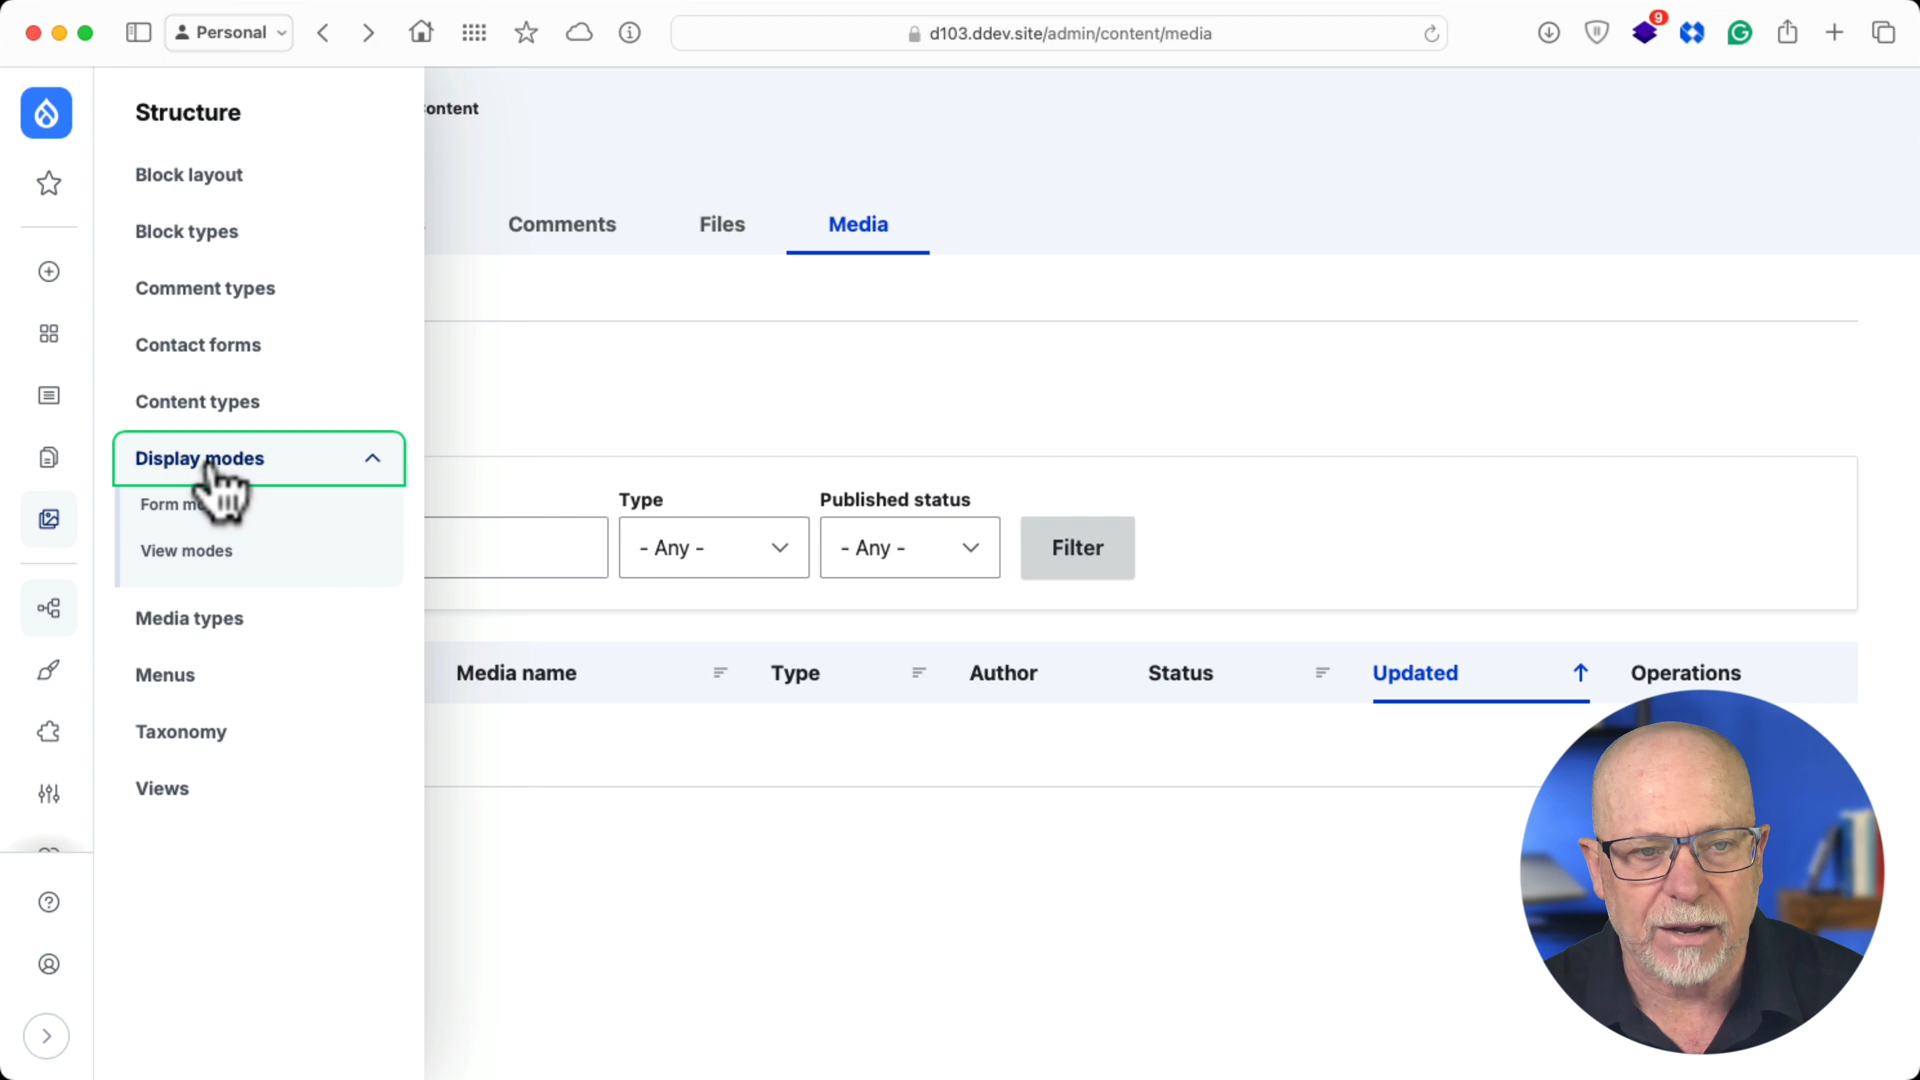 Personal
d103.ddev.site/admin/content/media
9
Structure
Block layout
Block types
Comment types
Contact forms
Content types
Display modes
Form
View modes
Media types
Menus
Taxonomy
Views
Comments
Files
Media
Type
Published status
- Any -
- Any -
Filter
Media name
Type
Author
Status
Updated
Operations